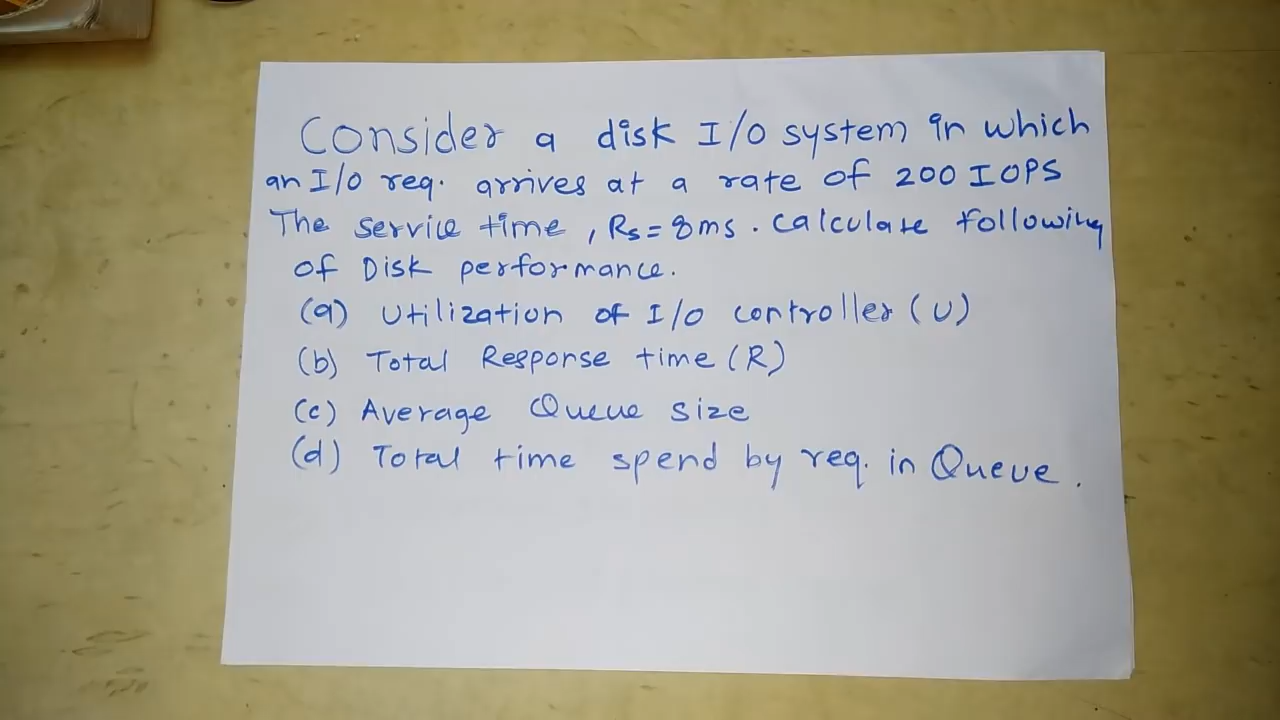 Consider a disk I/O system in which
an I/O req. arrives at a rate of 200 IOPS
The service time, Rs = 8ms. Calculate following
of Disk performance.
(a) Utilization of I/O controller (U)
(b) Total Response time (R)
(c) Average Queue size
(d) Total time spend by req. in Queue.